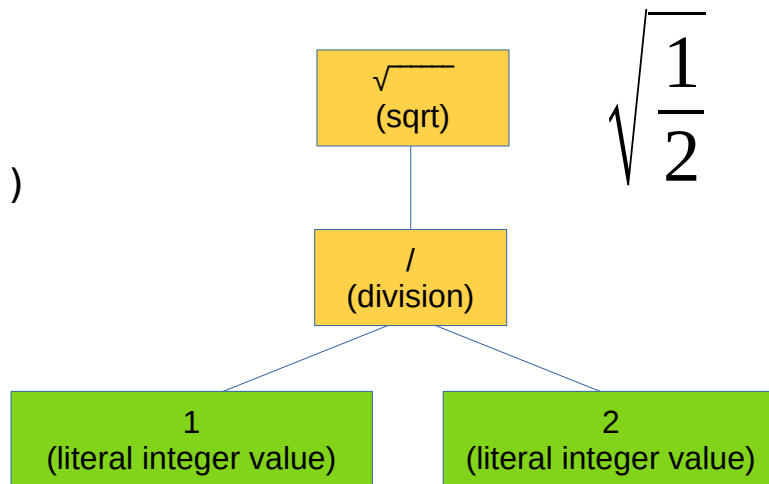 √
(sqrt)
√
1
2
)
/
(division)
1
(literal integer value)
2
(literal integer value)